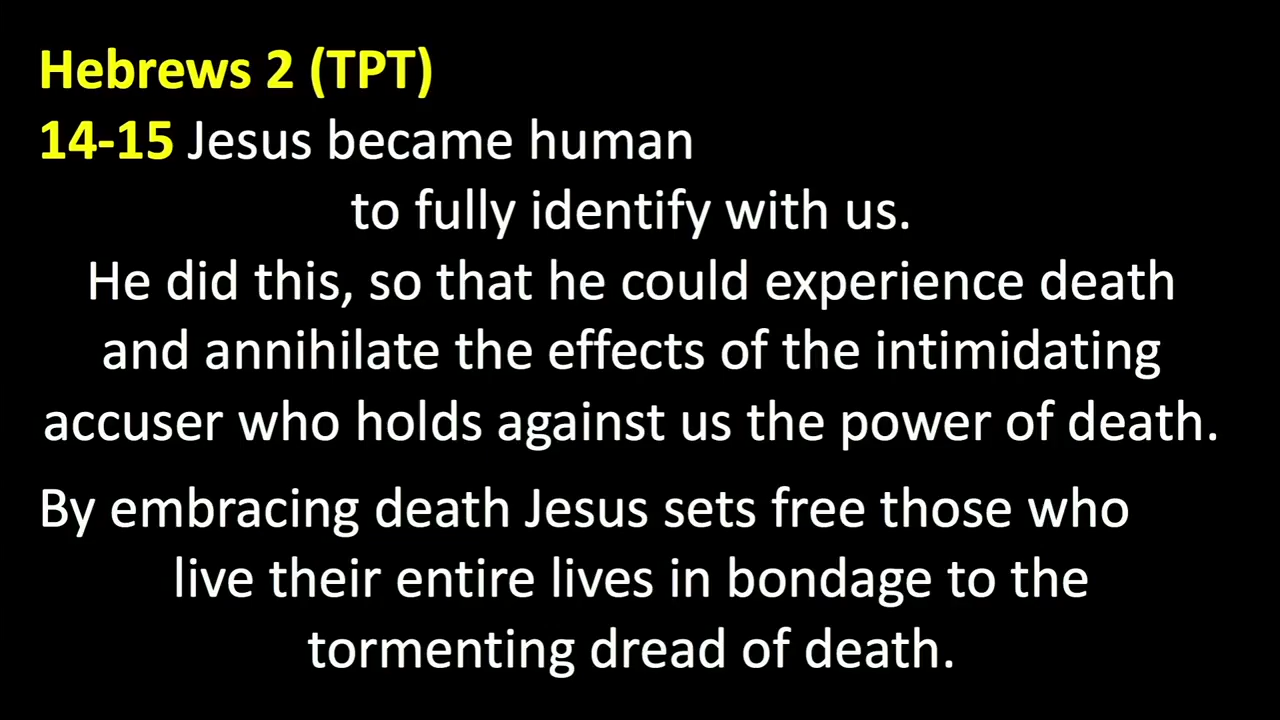 Hebrews 2 (TPT)
14-15 Jesus became human
to fully identify with us.
He did this, so that he could experience death
and annihilate the effects of the intimidating
accuser who holds against us the power of death.
By embracing death Jesus sets free those who
live their entire lives in bondage to the
tormenting dread of death.